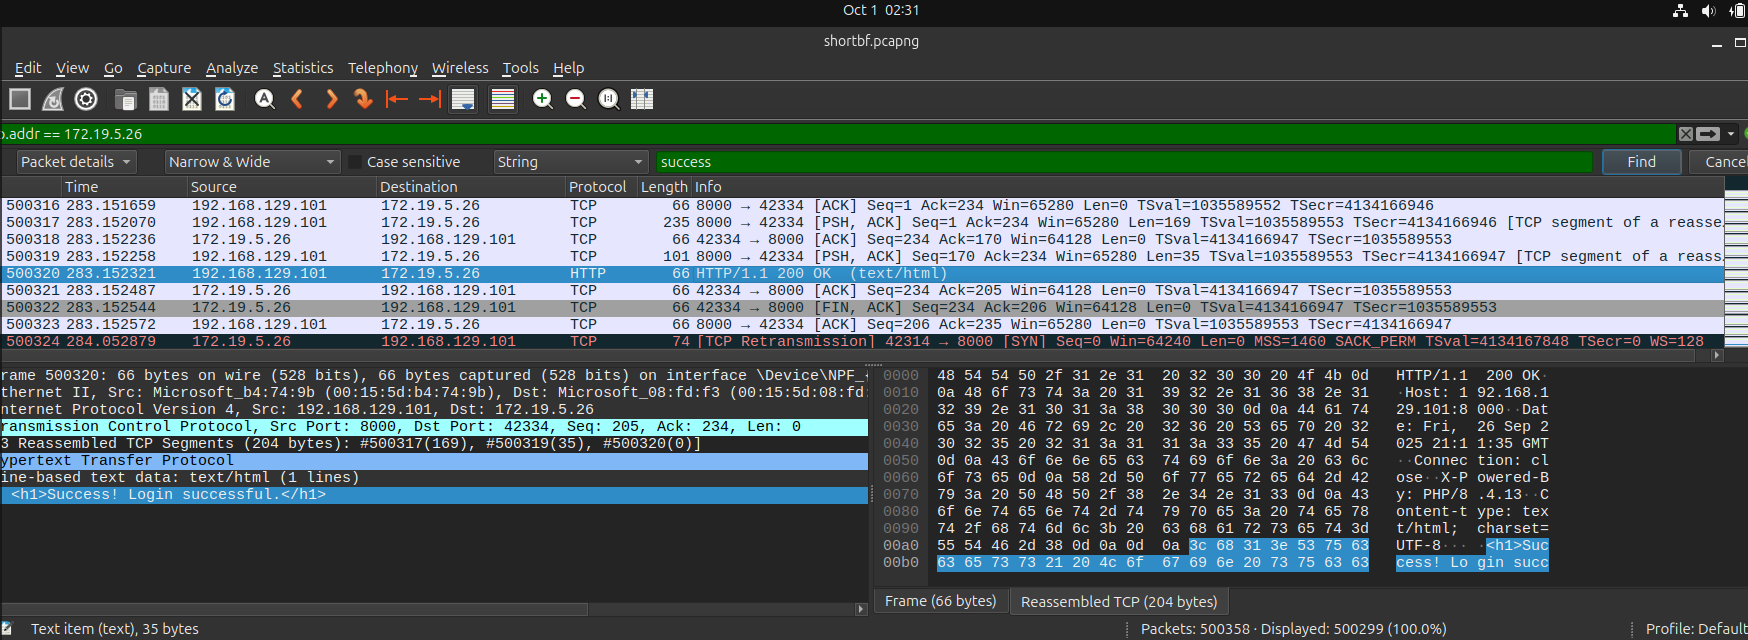 Oct 1 02:31
shortbf.pcapng
Edit View Go Capture Analyze Statistics Telephony Wireless Tools Help
.addr == 172.19.5.26
Packet details Narrow & Wide Case sensitive String success Find Cancel
Time Source Destination Protocol Length Info
500316 283.151659 192.168.129.101 172.19.5.26 TCP 66 8000 → 42334 [ACK] Seq=1 Ack=234 Win=65280 Len=0 TSval=1035589552 TSecr=4134166946
500317 283.152070 192.168.129.101 172.19.5.26 TCP 235 8000 → 42334 [PSH, ACK] Seq=1 Ack=234 Win=65280 Len=169 TSval=1035589553 TSecr=4134166946 [TCP segment of a reasse
500318 283.152236 172.19.5.26 192.168.129.101 TCP 66 42334 → 8000 [ACK] Seq=234 Ack=170 Win=64128 Len=0 TSval=4134166947 TSecr=1035589553
500319 283.152258 192.168.129.101 172.19.5.26 TCP 101 8000 → 42334 [PSH, ACK] Seq=170 Ack=234 Win=65280 Len=35 TSval=1035589553 TSecr=4134166947 [TCP segment of a reass
500320 283.152321 192.168.129.101 172.19.5.26 HTTP 66 HTTP/1.1 200 OK (text/html)
500321 283.152487 172.19.5.26 192.168.129.101 TCP 66 42334 → 8000 [ACK] Seq=234 Ack=205 Win=64128 Len=0 TSval=4134166947 TSecr=1035589553
500322 283.152544 172.19.5.26 192.168.129.101 TCP 66 42334 → 8000 [FIN, ACK] Seq=234 Ack=206 Win=64128 Len=0 TSval=4134166947 TSecr=1035589553
500323 283.152572 192.168.129.101 172.19.5.26 TCP 66 8000 → 42334 [ACK] Seq=206 Ack=235 Win=65280 Len=0 TSval=1035589553 TSecr=4134166947
500324 284.052879 172.19.5.26 192.168.129.101 TCP 74 [TCP Retransmission] 42314 → 8000 [SYN] Seq=0 Win=64240 Len=0 MSS=1460 SACK_PERM TSval=4134167848 TSecr=0 WS=128
rame 500320: 66 bytes on wire (528 bits), 66 bytes captured (528 bits) on interface \Device\NPF_
thernet II, Src: Microsoft_b4:74:9b (00:15:5d:b4:74:9b), Dst: Microsoft_08:fd:f3 (00:15:5d:08:fd:
nternet Protocol Version 4, Src: 192.168.129.101, Dst: 172.19.5.26
ransmission Control Protocol, Src Port: 8000, Dst Port: 42334, Seq: 205, Ack: 234, Len: 0
3 Reassembled TCP Segments (204 bytes): #500317(169), #500319(35), #500320(0)]
ypertext Transfer Protocol
ine-based text data: text/html (1 lines)
<h1>Success! Login successful.</h1>
0000 48 54 54 50 2f 31 2e 31 20 32 30 30 20 4f 4b 0d HTTP/1.1 200 OK·
0010 0a 48 6f 73 74 3a 20 31 39 32 2e 31 36 38 2e 31 ·Host: 1 92.168.1
0020 32 39 2e 31 30 31 3a 38 30 30 30 0d 0a 44 61 74 29.101:8 000··Dat
0030 65 3a 20 46 72 69 2c 20 32 36 20 53 65 70 20 32 e: Fri, 26 Sep 2
0040 30 32 35 20 32 31 3a 31 31 3a 33 35 20 47 4d 54 025 21:1 1:35 GMT
0050 0d 0a 43 6f 6e 6e 65 63 74 69 6f 6e 3a 20 63 6c ··Connec tion: cl
0060 6f 73 65 0d 0a 58 2d 50 6f 77 65 72 65 64 2d 42 ose··X-P owered-B
0070 79 3a 20 50 48 50 2f 38 2e 34 2e 31 33 0d 0a 43 y: PHP/8 .4.13··C
0080 6f 6e 74 65 6e 74 2d 74 79 70 65 3a 20 74 65 78 ontent-t ype: tex
0090 74 2f 68 74 6d 6c 3b 20 63 68 61 72 73 65 74 3d t/html; charset=
00a0 55 54 46 2d 38 0d 0a 0d 0a 3c 68 31 3e 53 75 63 UTF-8··· ·<h1>Suc
00b0 63 65 73 73 21 20 4c 6f 67 69 6e 20 73 75 63 63 cess! Lo gin succ
Frame (66 bytes) Reassembled TCP (204 bytes)
Text item (text), 35 bytes Packets: 500358 · Displayed: 500299 (100.0%) Profile: Default